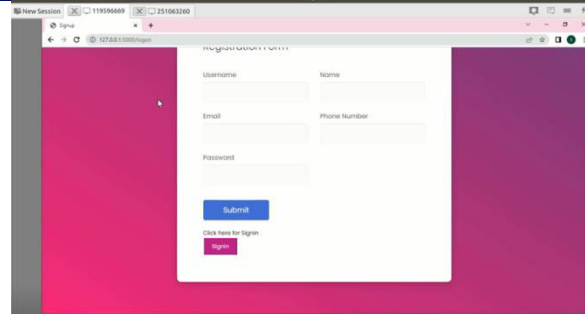 New Session 119596669 251063260
Signup
127.0.0.1:5000/logon
Registration Form
Username Name
Email Phone Number
Password
Submit
Click here for Signin
Signin